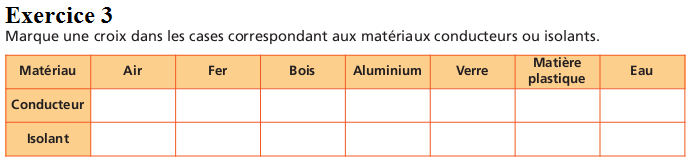 Exercice 3
Marque une croix dans les cases correspondant aux matériaux conducteurs ou isolants.
Matériau Air Fer Bois Aluminium Verre Matière plastique Eau
Conducteur
Isolant